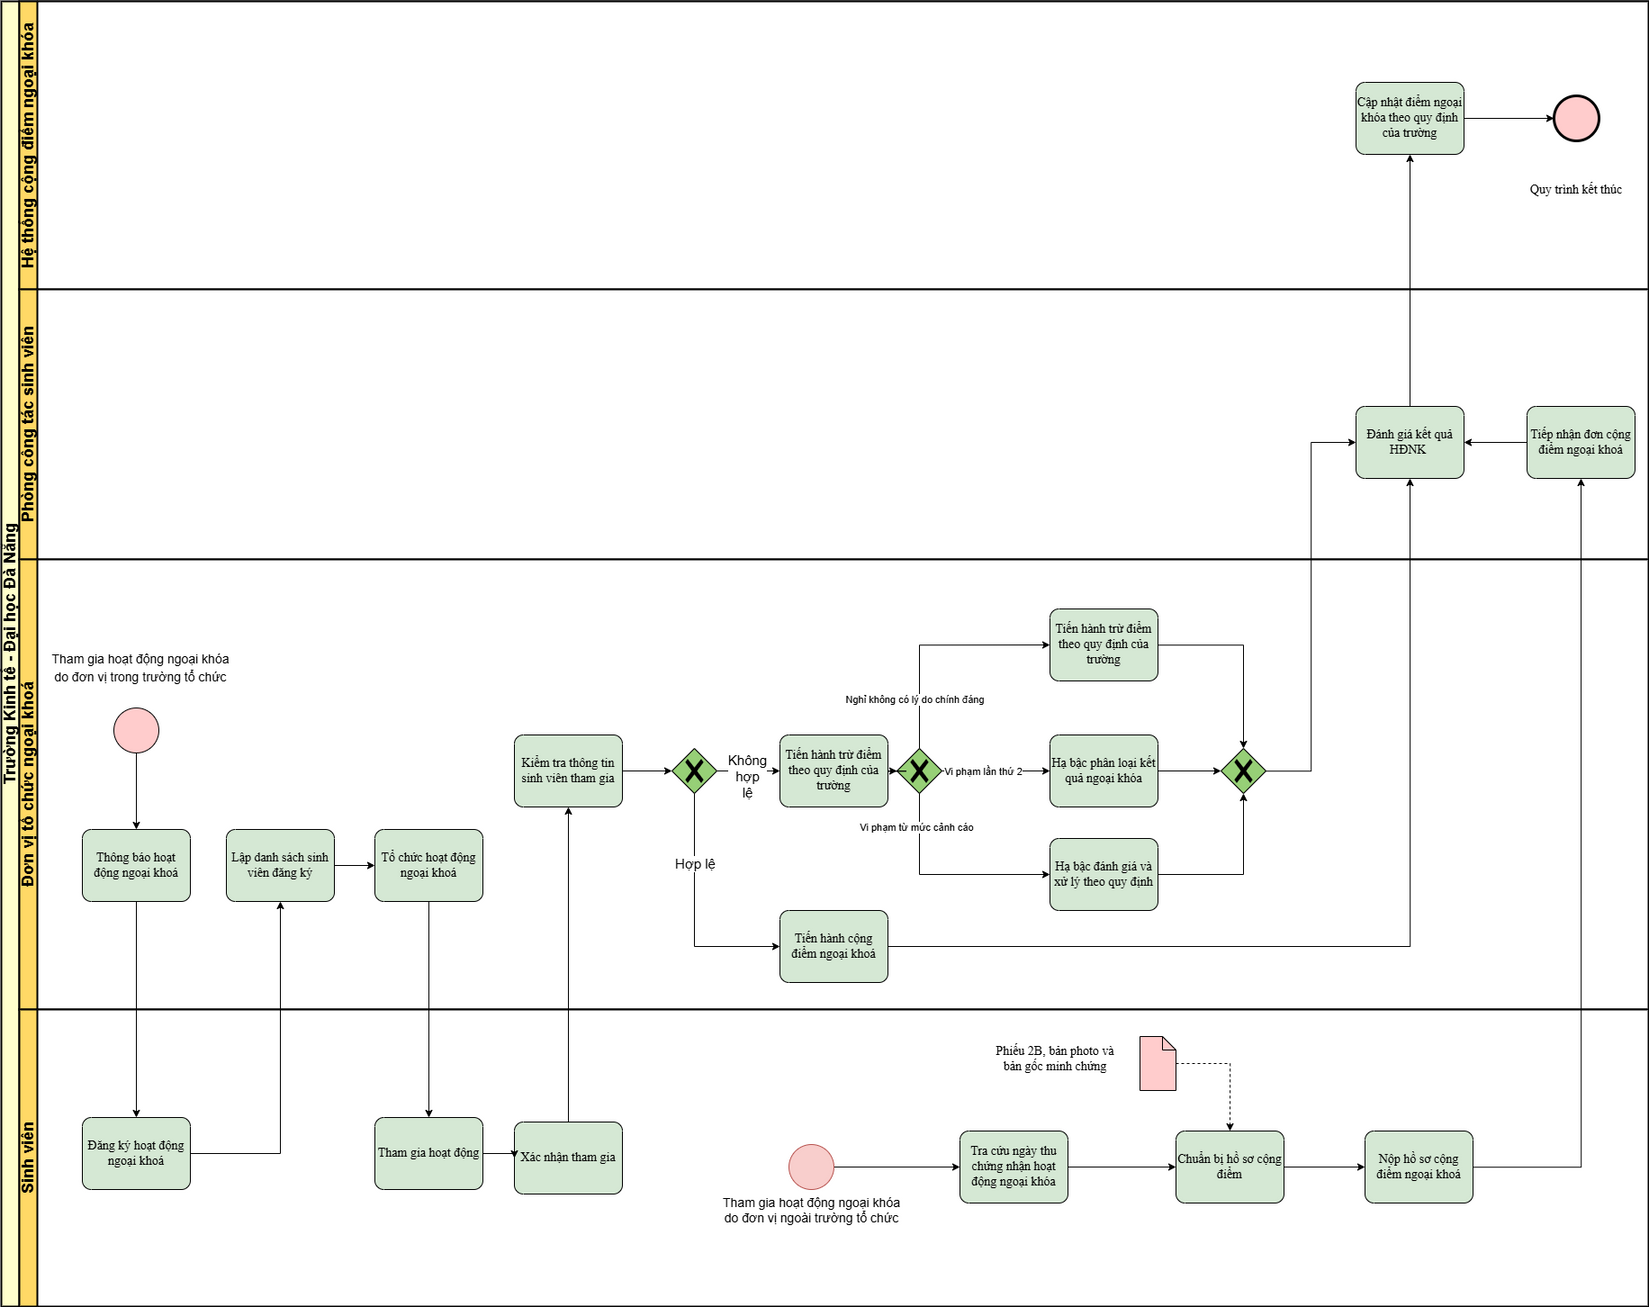 Trường Kinh tế - Đại học Đà Nẵng
Hệ thống cộng điểm ngoại khóa
Cập nhật điểm ngoại
khóa theo quy định
của trường
Quy trình kết thúc
Phòng công tác sinh viên
Đánh giá kết quả
HĐNK
Tiếp nhận đơn cộng
điểm ngoại khoá
Đơn vị tổ chức ngoại khoá
Tham gia hoạt động ngoại khóa
do đơn vị trong trường tổ chức
Thông báo hoạt
động ngoại khoá
Lập danh sách sinh
viên đăng ký
Tổ chức hoạt động
ngoại khoá
Kiểm tra thông tin
sinh viên tham gia
Không
hợp
lệ
Hợp lệ
Tiến hành trừ điểm
theo quy định của
trường
Nghỉ không có lý do chính đáng
Vi phạm lần thứ 2
Vi phạm từ mức cảnh cáo
Tiến hành trừ điểm
theo quy định của
trường
Hạ bậc phân loại kết
quả ngoại khóa
Hạ bậc đánh giá và
xử lý theo quy định
Tiến hành cộng
điểm ngoại khoá
Sinh viên
Đăng ký hoạt động
ngoại khoá
Tham gia hoạt động
Xác nhận tham gia
Tham gia hoạt động ngoại khóa
do đơn vị ngoài trường tổ chức
Tra cứu ngày thu
chứng nhận hoạt
động ngoại khóa
Phiếu 2B, bản photo và
bản gốc minh chứng
Chuẩn bị hồ sơ cộng
điểm
Nộp hồ sơ cộng
điểm ngoại khoá